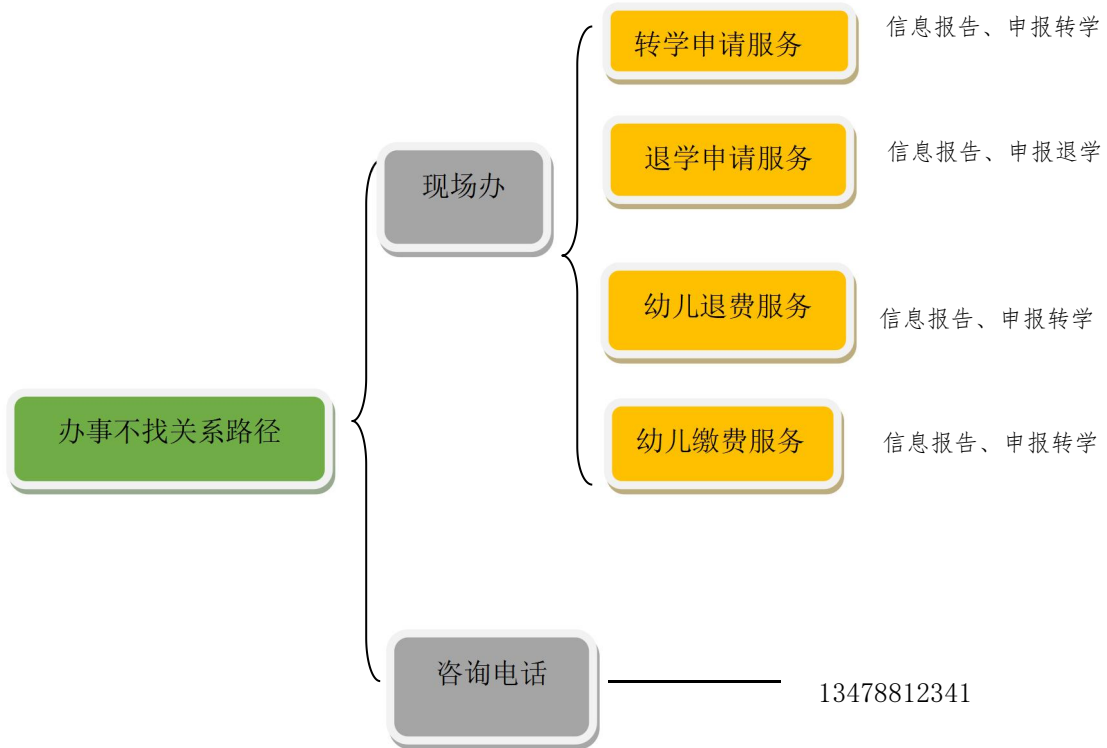 转学申请服务
信息报告、申报转学
退学申请服务
信息报告、申报退学
现场办
幼儿退费服务
信息报告、申报转学
办事不找关系路径
幼儿缴费服务
信息报告、申报转学
咨询电话
13478812341